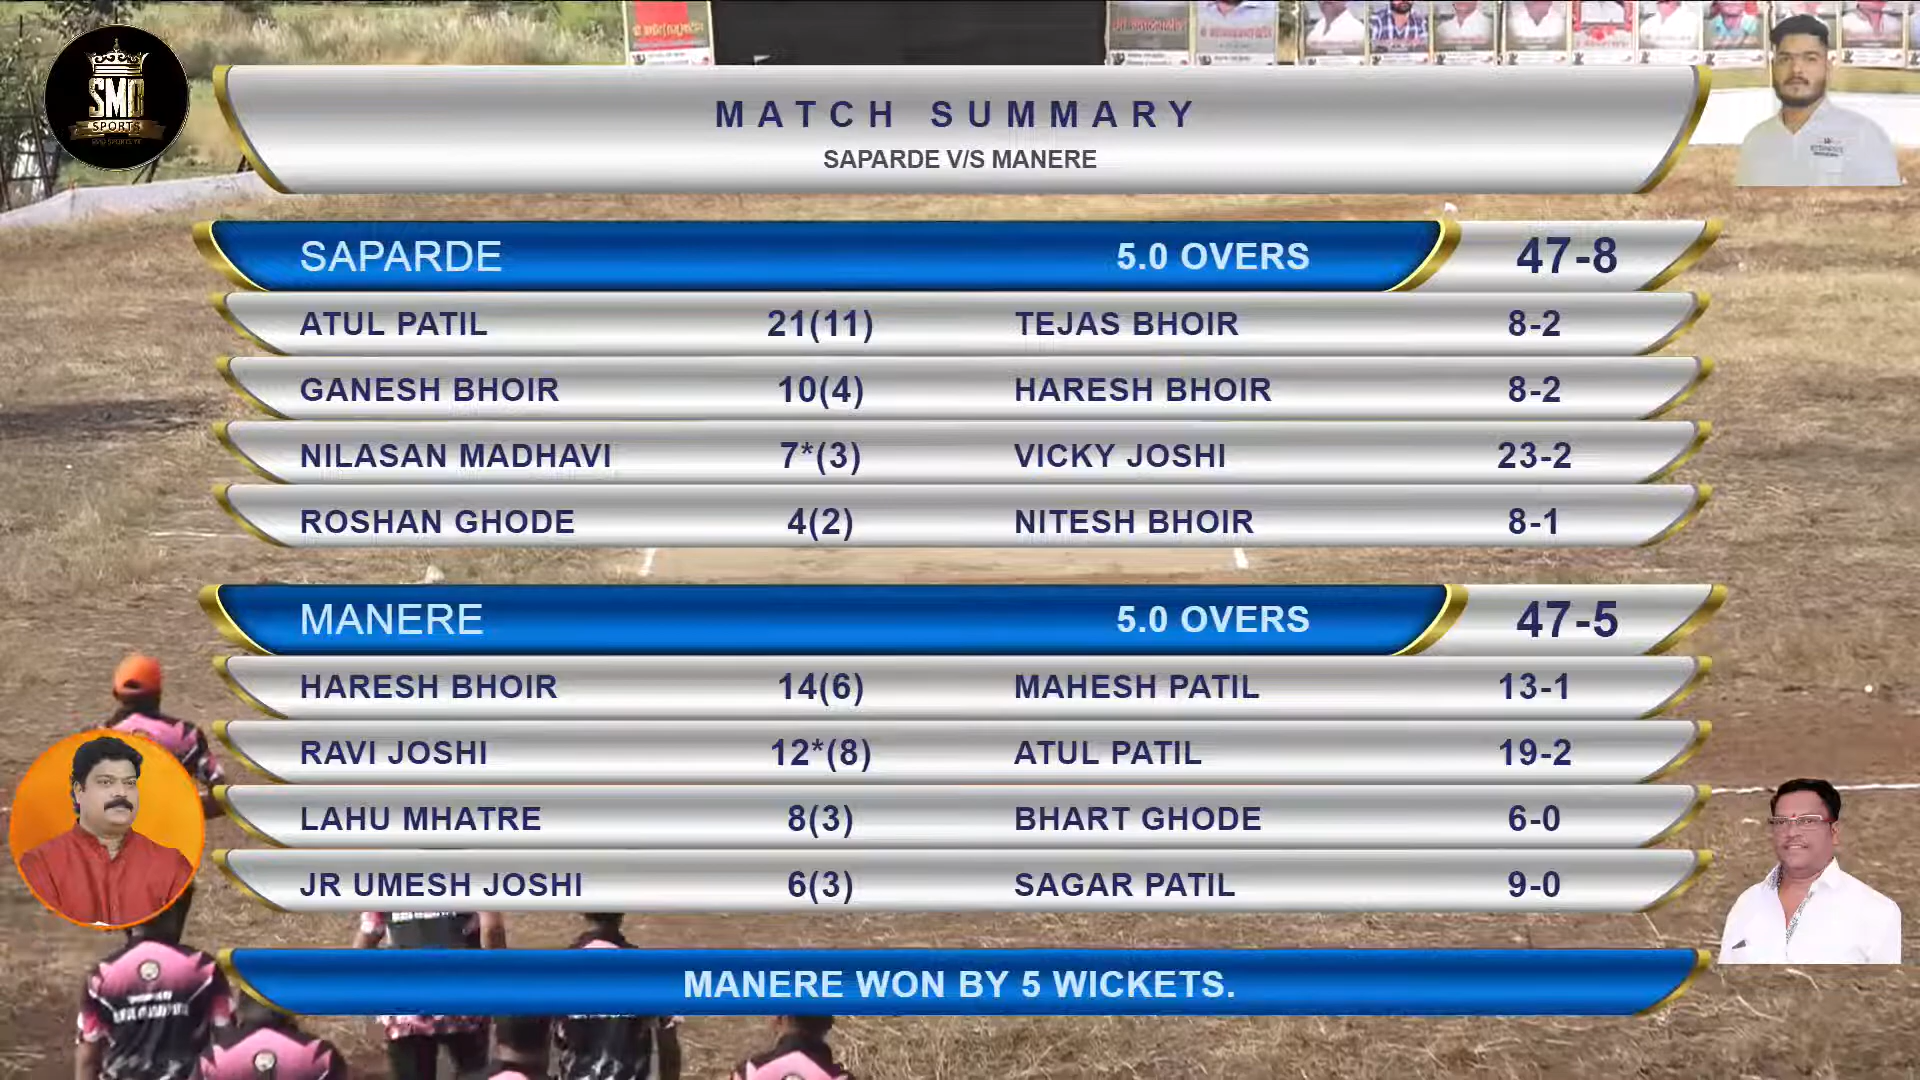 SMG
SPORTS
MATCH SUMMARY
SAPARDE V/S MANERE
SAPARDE 5.0 OVERS 47-8
ATUL PATIL 21(11) TEJAS BHOIR 8-2
GANESH BHOIR 10(4) HARESH BHOIR 8-2
NILASAN MADHAVI 7*(3) VICKY JOSHI 23-2
ROSHAN GHODE 4(2) NITESH BHOIR 8-1
MANERE 5.0 OVERS 47-5
HARESH BHOIR 14(6) MAHESH PATIL 13-1
RAVI JOSHI 12*(8) ATUL PATIL 19-2
LAHU MHATRE 8(3) BHART GHODE 6-0
JR UMESH JOSHI 6(3) SAGAR PATIL 9-0
MANERE WON BY 5 WICKETS.